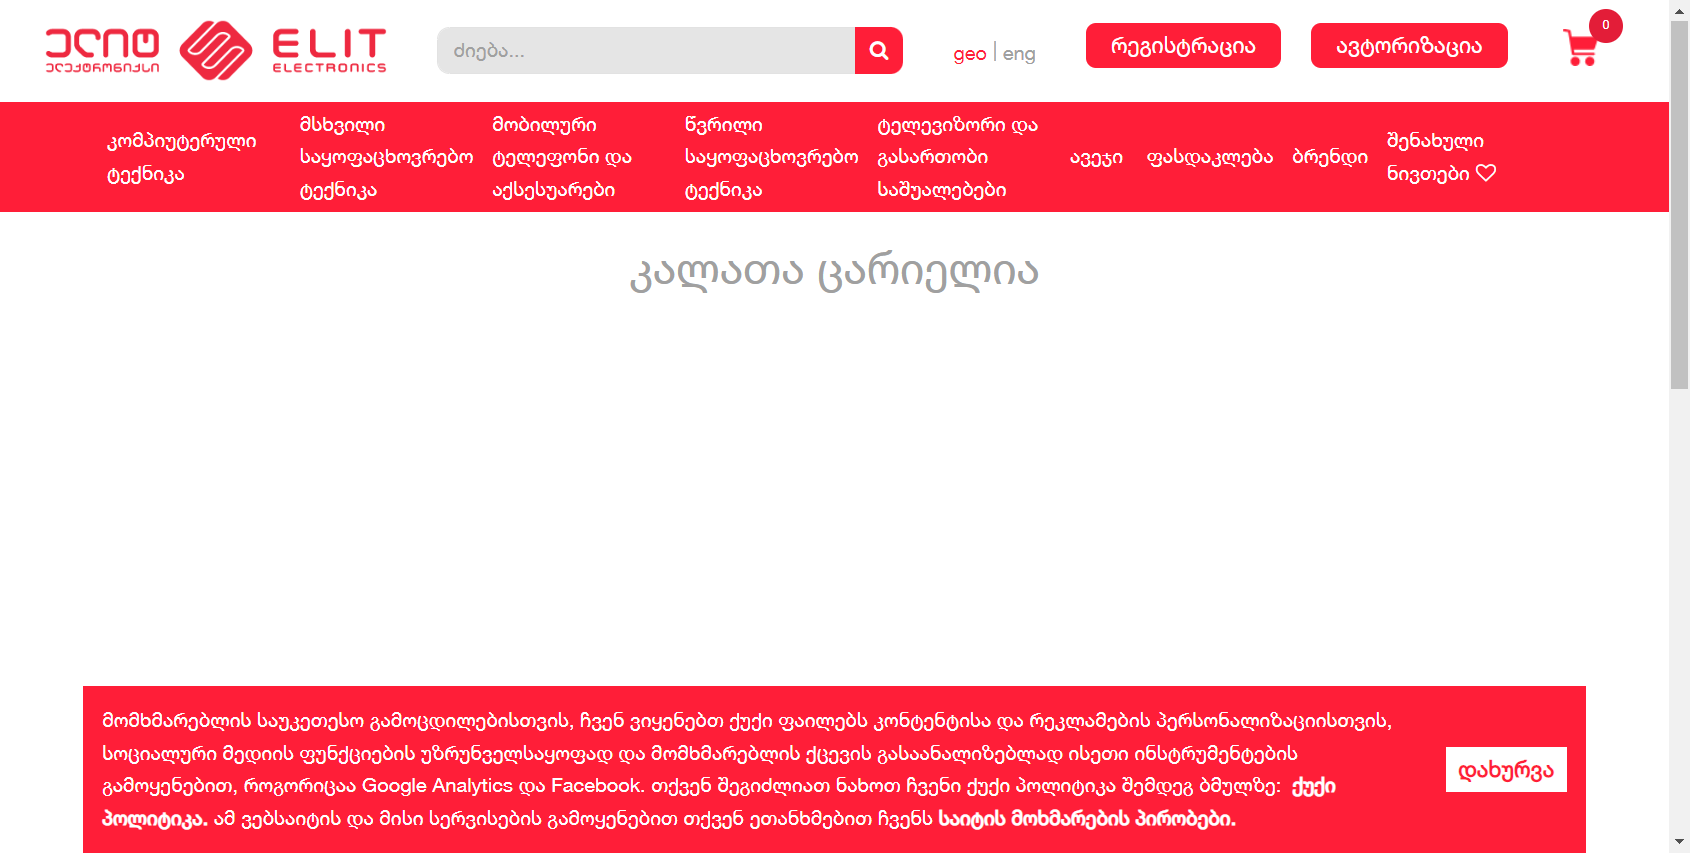 ელიტ ELIT
ელექტრონიქსი ELECTRONICS
ძიება...
geo | eng
რეგისტრაცია
ავტორიზაცია
0
კომპიუტერული
ტექნიკა
მსხვილი
საყოფაცხოვრებო
ტექნიკა
მობილური
ტელეფონი და
აქსესუარები
წვრილი
საყოფაცხოვრებო
ტექნიკა
ტელევიზორი და
გასართობი
საშუალებები
ავეჯი
ფასდაკლება
ბრენდი
შენახული
ნივთები
კალათა ცარიელია
მომხმარებლის საუკეთესო გამოცდილებისთვის, ჩვენ ვიყენებთ ქუქი ფაილებს კონტენტისა და რეკლამების პერსონალიზაციისთვის,
სოციალური მედიის ფუნქციების უზრუნველსაყოფად და მომხმარებლის ქცევის გასაანალიზებლად ისეთი ინსტრუმენტების
გამოყენებით, როგორიცაა Google Analytics და Facebook. თქვენ შეგიძლიათ ნახოთ ჩვენი ქუქი პოლიტიკა შემდეგ ბმულზე: ქუქი
პოლიტიკა. ამ ვებსაიტის და მისი სერვისების გამოყენებით თქვენ ეთანხმებით ჩვენს საიტის მოხმარების პირობები.
დახურვა